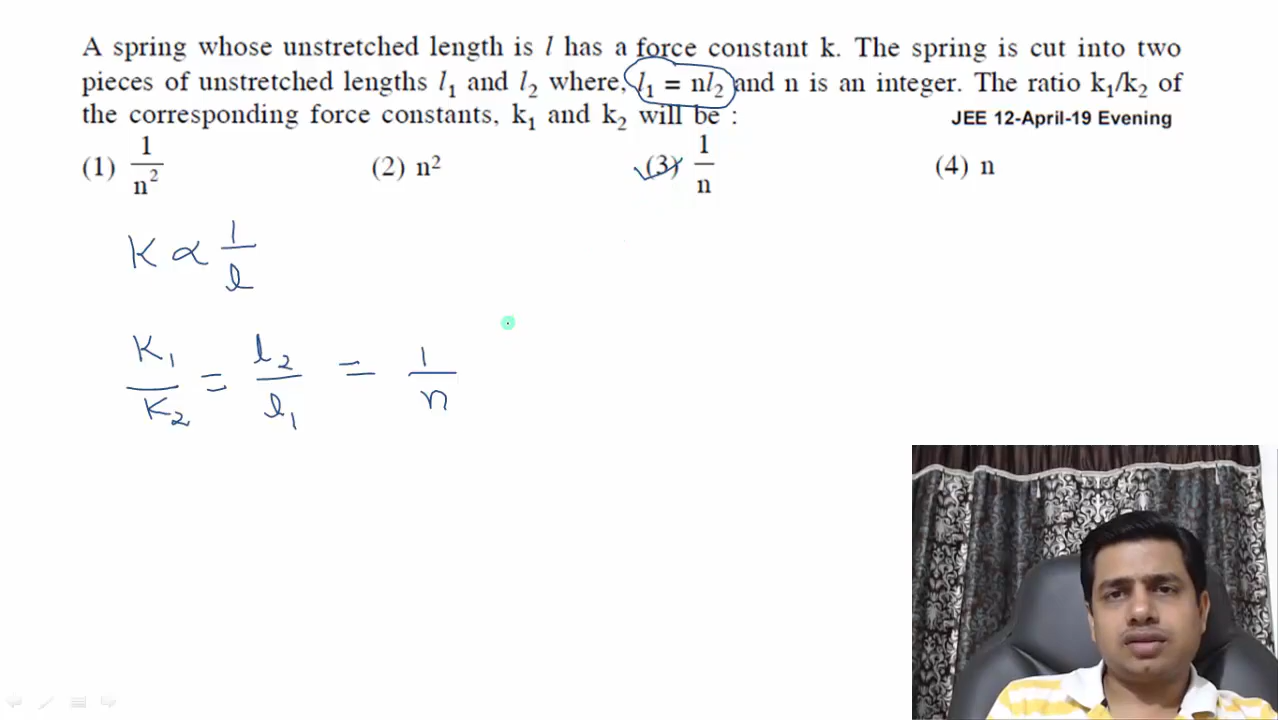 A spring whose unstretched length is l has a force constant k. The spring is cut into two
pieces of unstretched lengths l₁ and l₂ where, l₁ = nl₂ and n is an integer. The ratio k₁/k₂ of
the corresponding force constants, k₁ and k₂ will be :
JEE 12-April-19 Evening
(1) 1/n² (2) n² (3) 1/n (4) n
K ∝ 1/l
K₁/K₂ = l₂/l₁ = 1/n